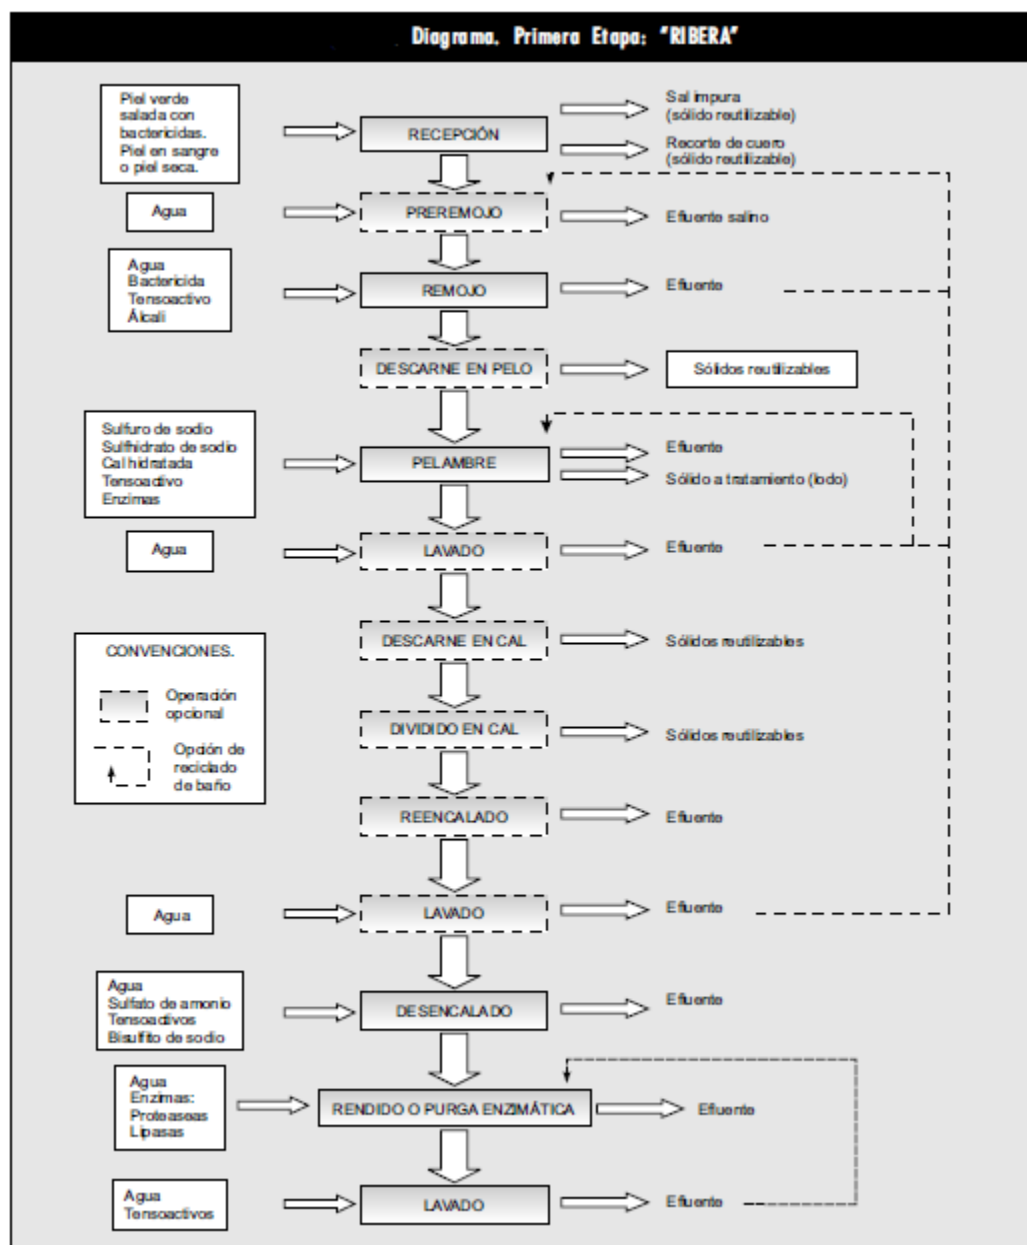 Diagrama. Primera Etapa: "RIBERA"
Piel verde
salada con
bactericidas.
Piel en sangre
o piel seca.
RECEPCIÓN
Sal impura
(sólido reutilizable)
Recorte de cuero
(sólido reutilizable)
Agua
PREREMOJO
Efluente salino
Agua
Bactericida
Tensoactivo
Álcali
REMOJO
Efluente
DESCARNE EN PELO
Sólidos reutilizables
Sulfuro de sodio
Sulfhidrato de sodio
Cal hidratada
Tensoactivo
Enzimas
PELAMBRE
Efluente
Sólido a tratamiento (lodo)
Agua
LAVADO
Efluente
DESCARNE EN CAL
Sólidos reutilizables
CONVENCIONES.
Operación
opcional
Opción de
reciclado
de baño
DIVIDIDO EN CAL
Sólidos reutilizables
REENCALADO
Efluente
Agua
LAVADO
Efluente
Agua
Sulfato de amonio
Tensoactivos
Bisulfito de sodio
DESENCALADO
Efluente
Agua
Enzimas:
Proteaseas
Lipasas
RENDIDO O PURGA ENZIMÁTICA
Efluente
Agua
Tensoactivos
LAVADO
Efluente